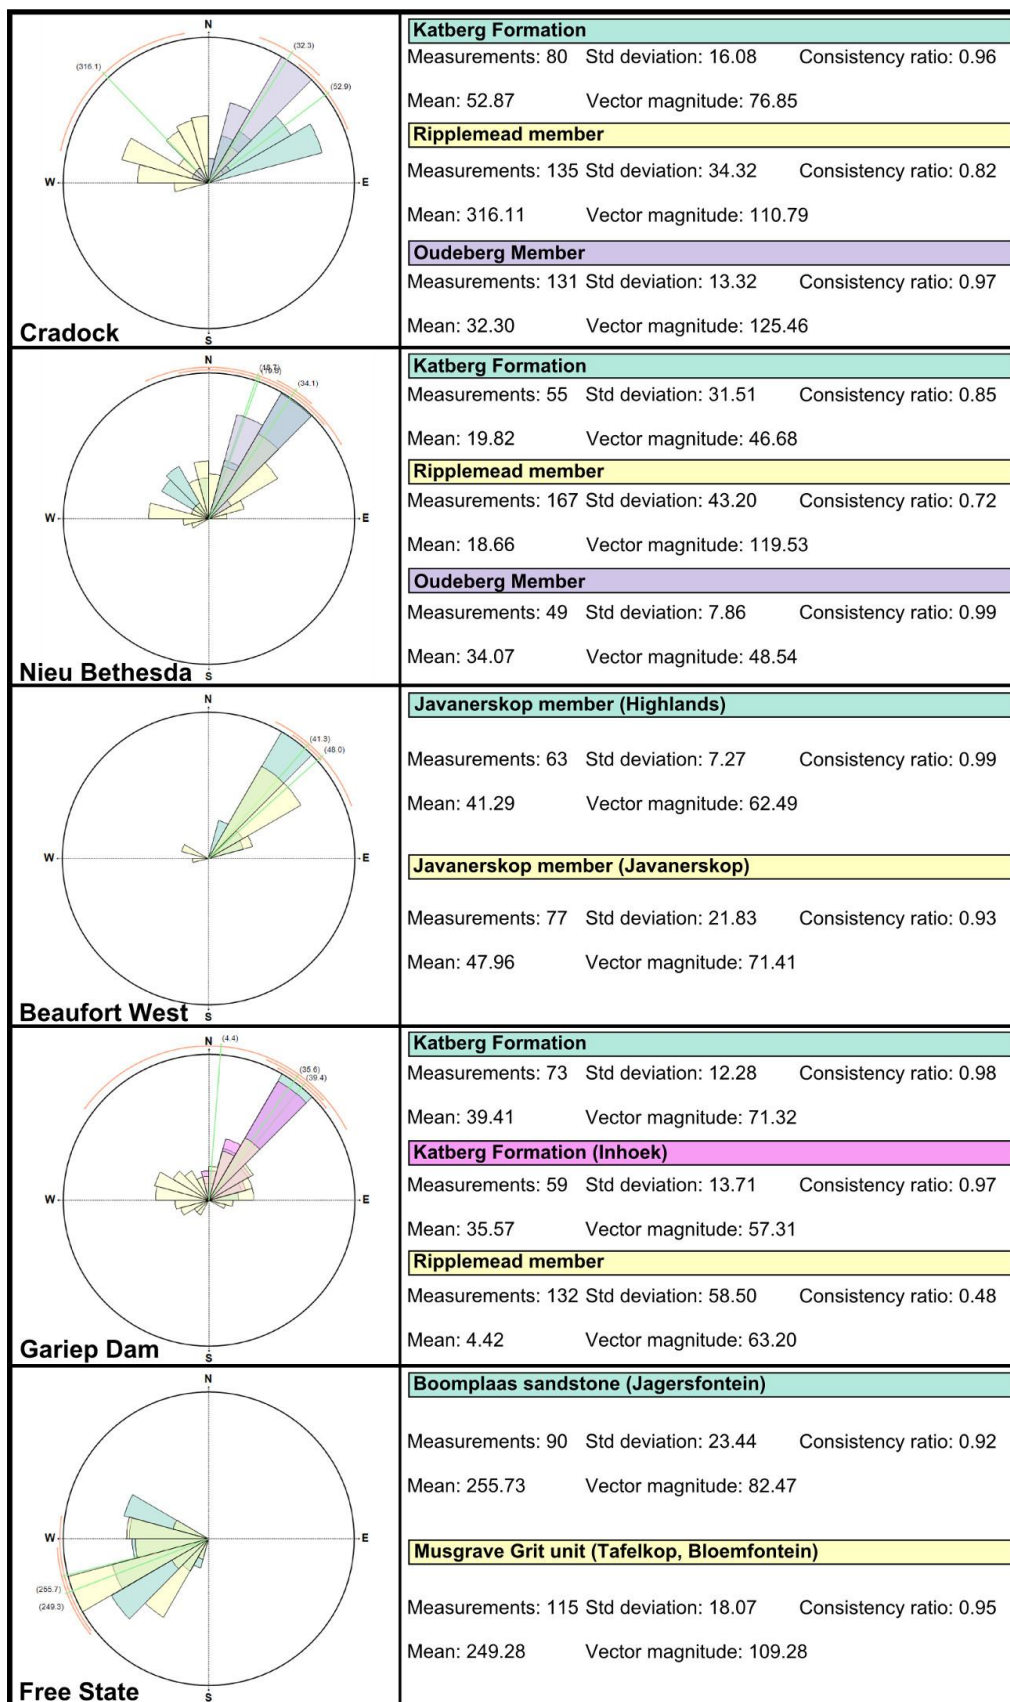 N
(316.1)
(32.3)
(52.9)
W
E
S
Cradock
Katberg Formation
Measurements: 80 Std deviation: 16.08 Consistency ratio: 0.96
Mean: 52.87 Vector magnitude: 76.85
Ripplemead member
Measurements: 135 Std deviation: 34.32 Consistency ratio: 0.82
Mean: 316.11 Vector magnitude: 110.79
Oudeberg Member
Measurements: 131 Std deviation: 13.32 Consistency ratio: 0.97
Mean: 32.30 Vector magnitude: 125.46
N
(34.1)
W
E
S
Nieu Bethesda
Katberg Formation
Measurements: 55 Std deviation: 31.51 Consistency ratio: 0.85
Mean: 19.82 Vector magnitude: 46.68
Ripplemead member
Measurements: 167 Std deviation: 43.20 Consistency ratio: 0.72
Mean: 18.66 Vector magnitude: 119.53
Oudeberg Member
Measurements: 49 Std deviation: 7.86 Consistency ratio: 0.99
Mean: 34.07 Vector magnitude: 48.54
N
(41.3)
(48.0)
W
E
S
Beaufort West
Javanerskop member (Highlands)
Measurements: 63 Std deviation: 7.27 Consistency ratio: 0.99
Mean: 41.29 Vector magnitude: 62.49
Javanerskop member (Javanerskop)
Measurements: 77 Std deviation: 21.83 Consistency ratio: 0.93
Mean: 47.96 Vector magnitude: 71.41
N
(4.4)
(35.6)
(39.4)
W
E
S
Gariep Dam
Katberg Formation
Measurements: 73 Std deviation: 12.28 Consistency ratio: 0.98
Mean: 39.41 Vector magnitude: 71.32
Katberg Formation (Inhoek)
Measurements: 59 Std deviation: 13.71 Consistency ratio: 0.97
Mean: 35.57 Vector magnitude: 57.31
Ripplemead member
Measurements: 132 Std deviation: 58.50 Consistency ratio: 0.48
Mean: 4.42 Vector magnitude: 63.20
N
W
E
(255.7)
(249.3)
S
Free State
Boomplaas sandstone (Jagersfontein)
Measurements: 90 Std deviation: 23.44 Consistency ratio: 0.92
Mean: 255.73 Vector magnitude: 82.47
Musgrave Grit unit (Tafelkop, Bloemfontein)
Measurements: 115 Std deviation: 18.07 Consistency ratio: 0.95
Mean: 249.28 Vector magnitude: 109.28